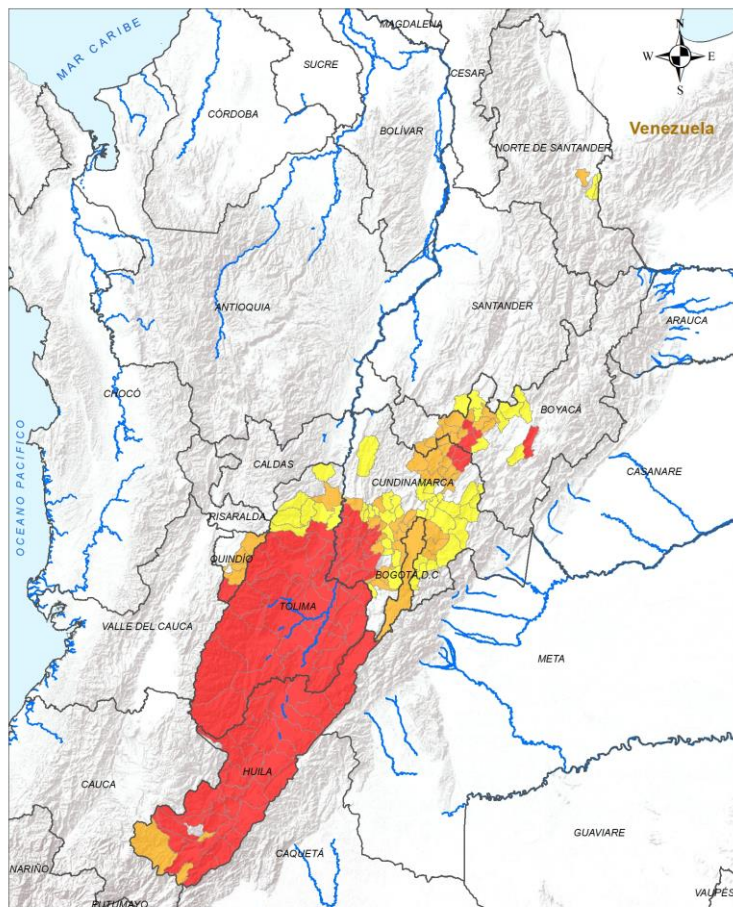 MAGDALENA
MAR CARIBE
SUCRE
N
W E
S
CESAR
CÓRDOBA
BOLÍVAR
Venezuela
NORTE DE SANTANDER
ANTIOQUIA
SANTANDER
ARAUCA
CHOCÓ
BOYACÁ
OCEANO PACÍFICO
CALDAS
CUNDINAMARCA
CASANARE
RISARALDA
QUINDÍO
BOGOTÁ, D.C
TOLIMA
VALLE DEL CAUCA
META
HUILA
CAUCA
GUAVIARE
CAQUETÁ
NARIÑO
PUTUMAYO
VAUPÉS